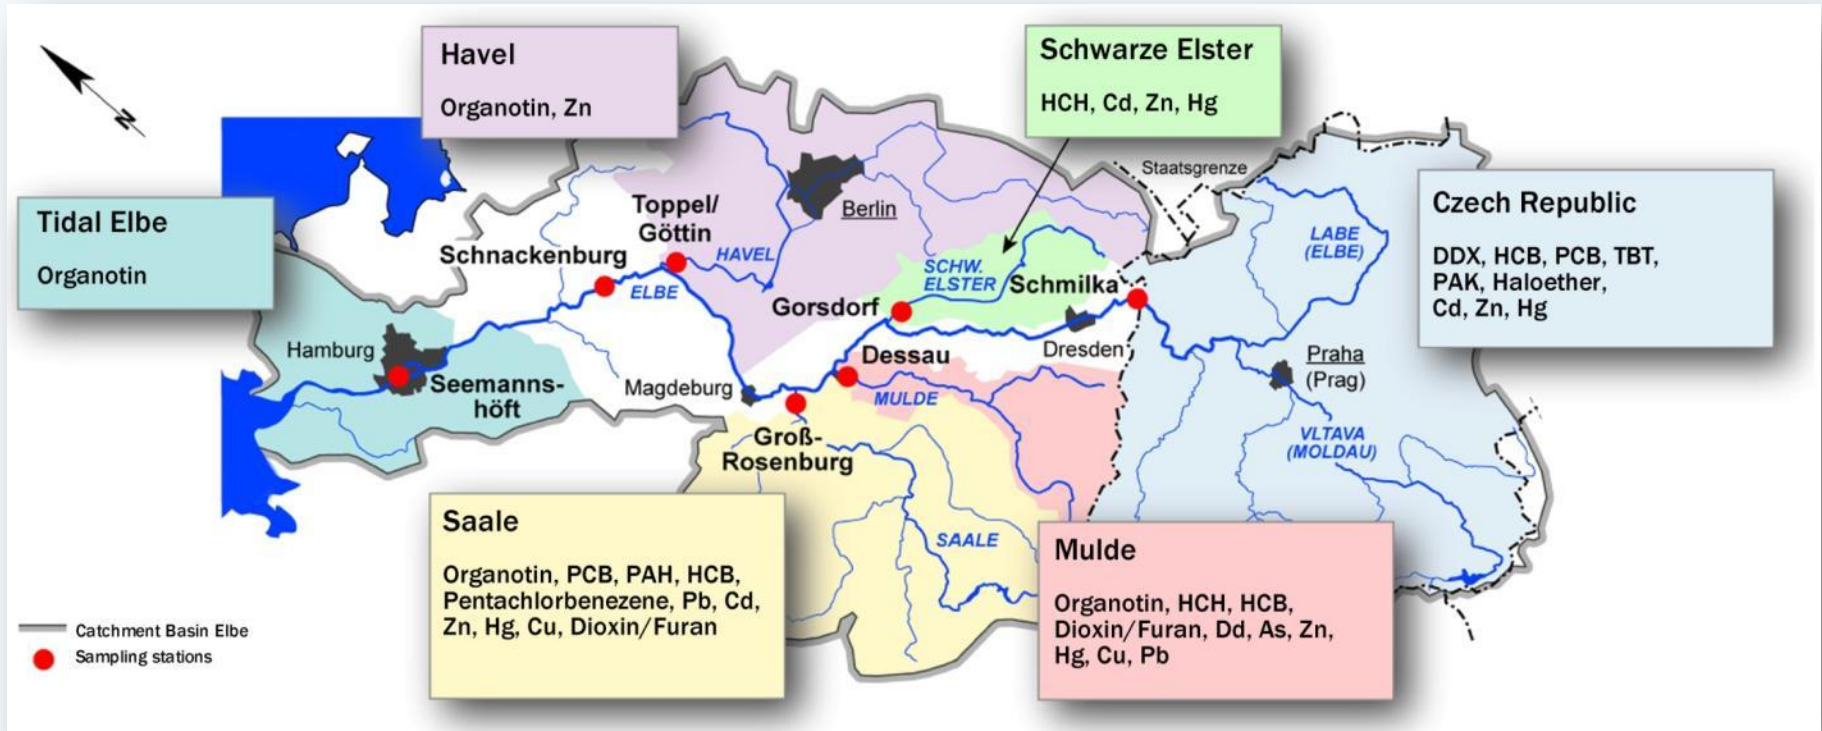 Havel
Organotin, Zn
Schwarze Elster
HCH, Cd, Zn, Hg
N
Staatsgrenze
Czech Republic
DDX, HCB, PCB, TBT,
PAK, Haloether,
Cd, Zn, Hg
Tidal Elbe
Organotin
Toppel/
Göttin
Berlin
LABE
(ELBE)
Schnackenburg
HAVEL
ELBE
SCHW.
ELSTER
Schmilka
Gorsdorf
Hamburg
Seemanns-
höft
Dessau
Dresden
Praha
(Prag)
Magdeburg
MULDE
Groß-
Rosenburg
VLTAVA
(MOLDAU)
Saale
Organotin, PCB, PAH, HCB,
Pentachlorbenezene, Pb, Cd,
Zn, Hg, Cu, Dioxin/Furan
SAALE
Mulde
Organotin, HCH, HCB,
Dioxin/Furan, Dd, As, Zn,
Hg, Cu, Pb
Catchment Basin Elbe
Sampling stations